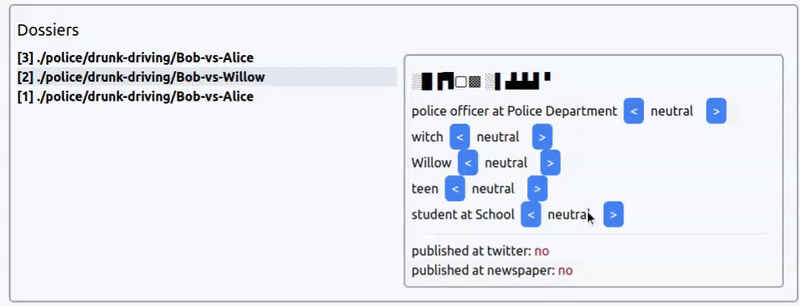 Dossiers
[3] ./police/drunk-driving/Bob-vs-Alice
[2] ./police/drunk-driving/Bob-vs-Willow
[1] ./police/drunk-driving/Bob-vs-Alice
police officer at Police Department < neutral >
witch < neutral >
Willow < neutral >
teen < neutral >
student at School < neutral >
published at twitter: no
published at newspaper: no